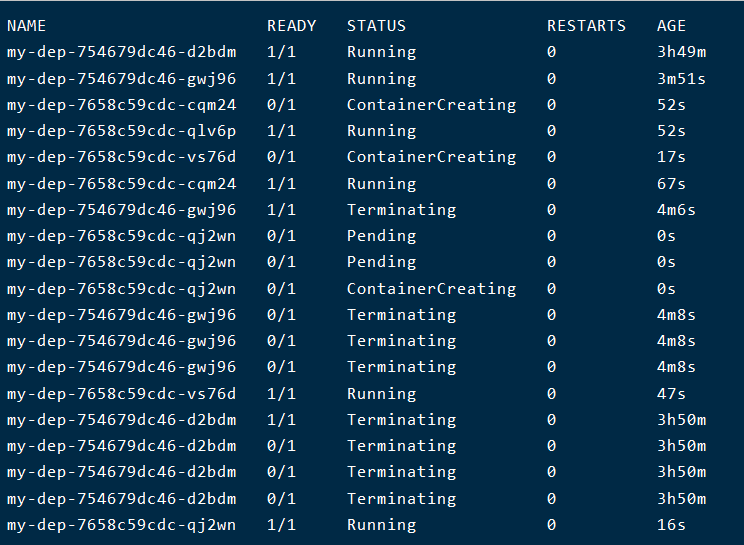 NAME                      READY   STATUS              RESTARTS   AGE
my-dep-754679dc46-d2bdm   1/1     Running             0          3h49m
my-dep-754679dc46-gwj96   1/1     Running             0          3m51s
my-dep-7658c59cdc-cqm24   0/1     ContainerCreating   0          52s
my-dep-7658c59cdc-qlv6p   1/1     Running             0          52s
my-dep-7658c59cdc-vs76d   0/1     ContainerCreating   0          17s
my-dep-7658c59cdc-cqm24   1/1     Running             0          67s
my-dep-754679dc46-gwj96   1/1     Terminating         0          4m6s
my-dep-7658c59cdc-qj2wn   0/1     Pending             0          0s
my-dep-7658c59cdc-qj2wn   0/1     Pending             0          0s
my-dep-7658c59cdc-qj2wn   0/1     ContainerCreating   0          0s
my-dep-754679dc46-gwj96   0/1     Terminating         0          4m8s
my-dep-754679dc46-gwj96   0/1     Terminating         0          4m8s
my-dep-754679dc46-gwj96   0/1     Terminating         0          4m8s
my-dep-7658c59cdc-vs76d   1/1     Running             0          47s
my-dep-754679dc46-d2bdm   1/1     Terminating         0          3h50m
my-dep-754679dc46-d2bdm   0/1     Terminating         0          3h50m
my-dep-754679dc46-d2bdm   0/1     Terminating         0          3h50m
my-dep-754679dc46-d2bdm   0/1     Terminating         0          3h50m
my-dep-7658c59cdc-qj2wn   1/1     Running             0          16s